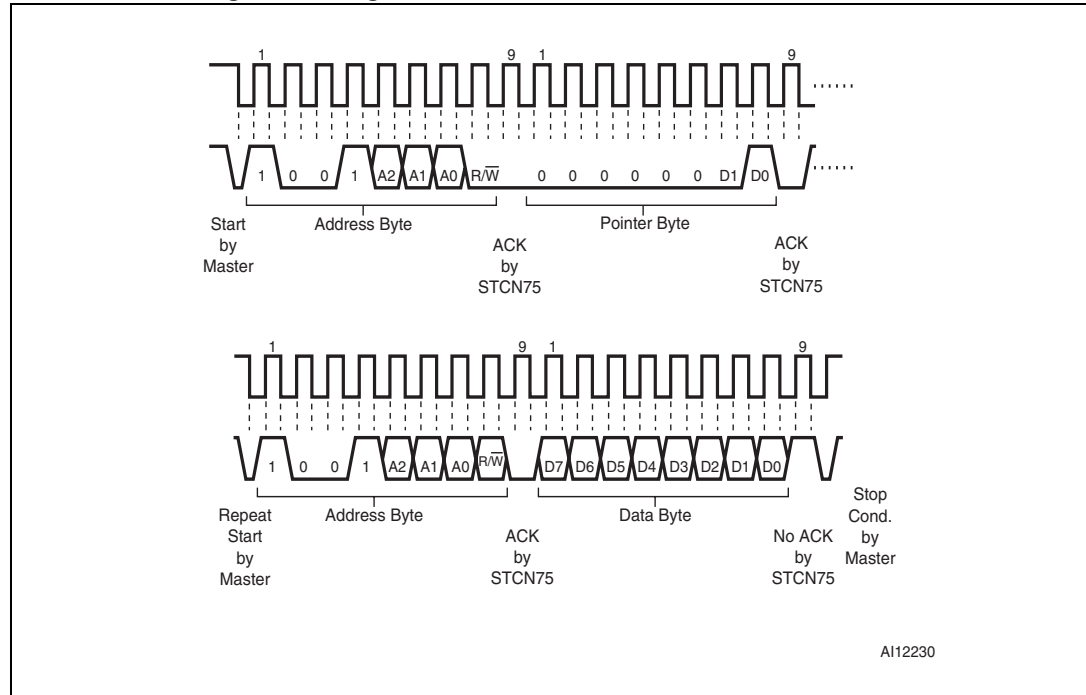 1 9 1 9
1 0 0 1 A2 A1 A0 R/W̅ 0 0 0 0 0 0 D1 D0
Address Byte Pointer Byte
Start
by
Master
ACK
by
STCN75
ACK
by
STCN75
1 9 1 9
1 0 0 1 A2 A1 A0 R/W̅ D7 D6 D5 D4 D3 D2 D1 D0
Address Byte Data Byte
Repeat
Start
by
Master
ACK
by
STCN75
No ACK
by
STCN75
Stop
Cond.
by
Master
AI12230